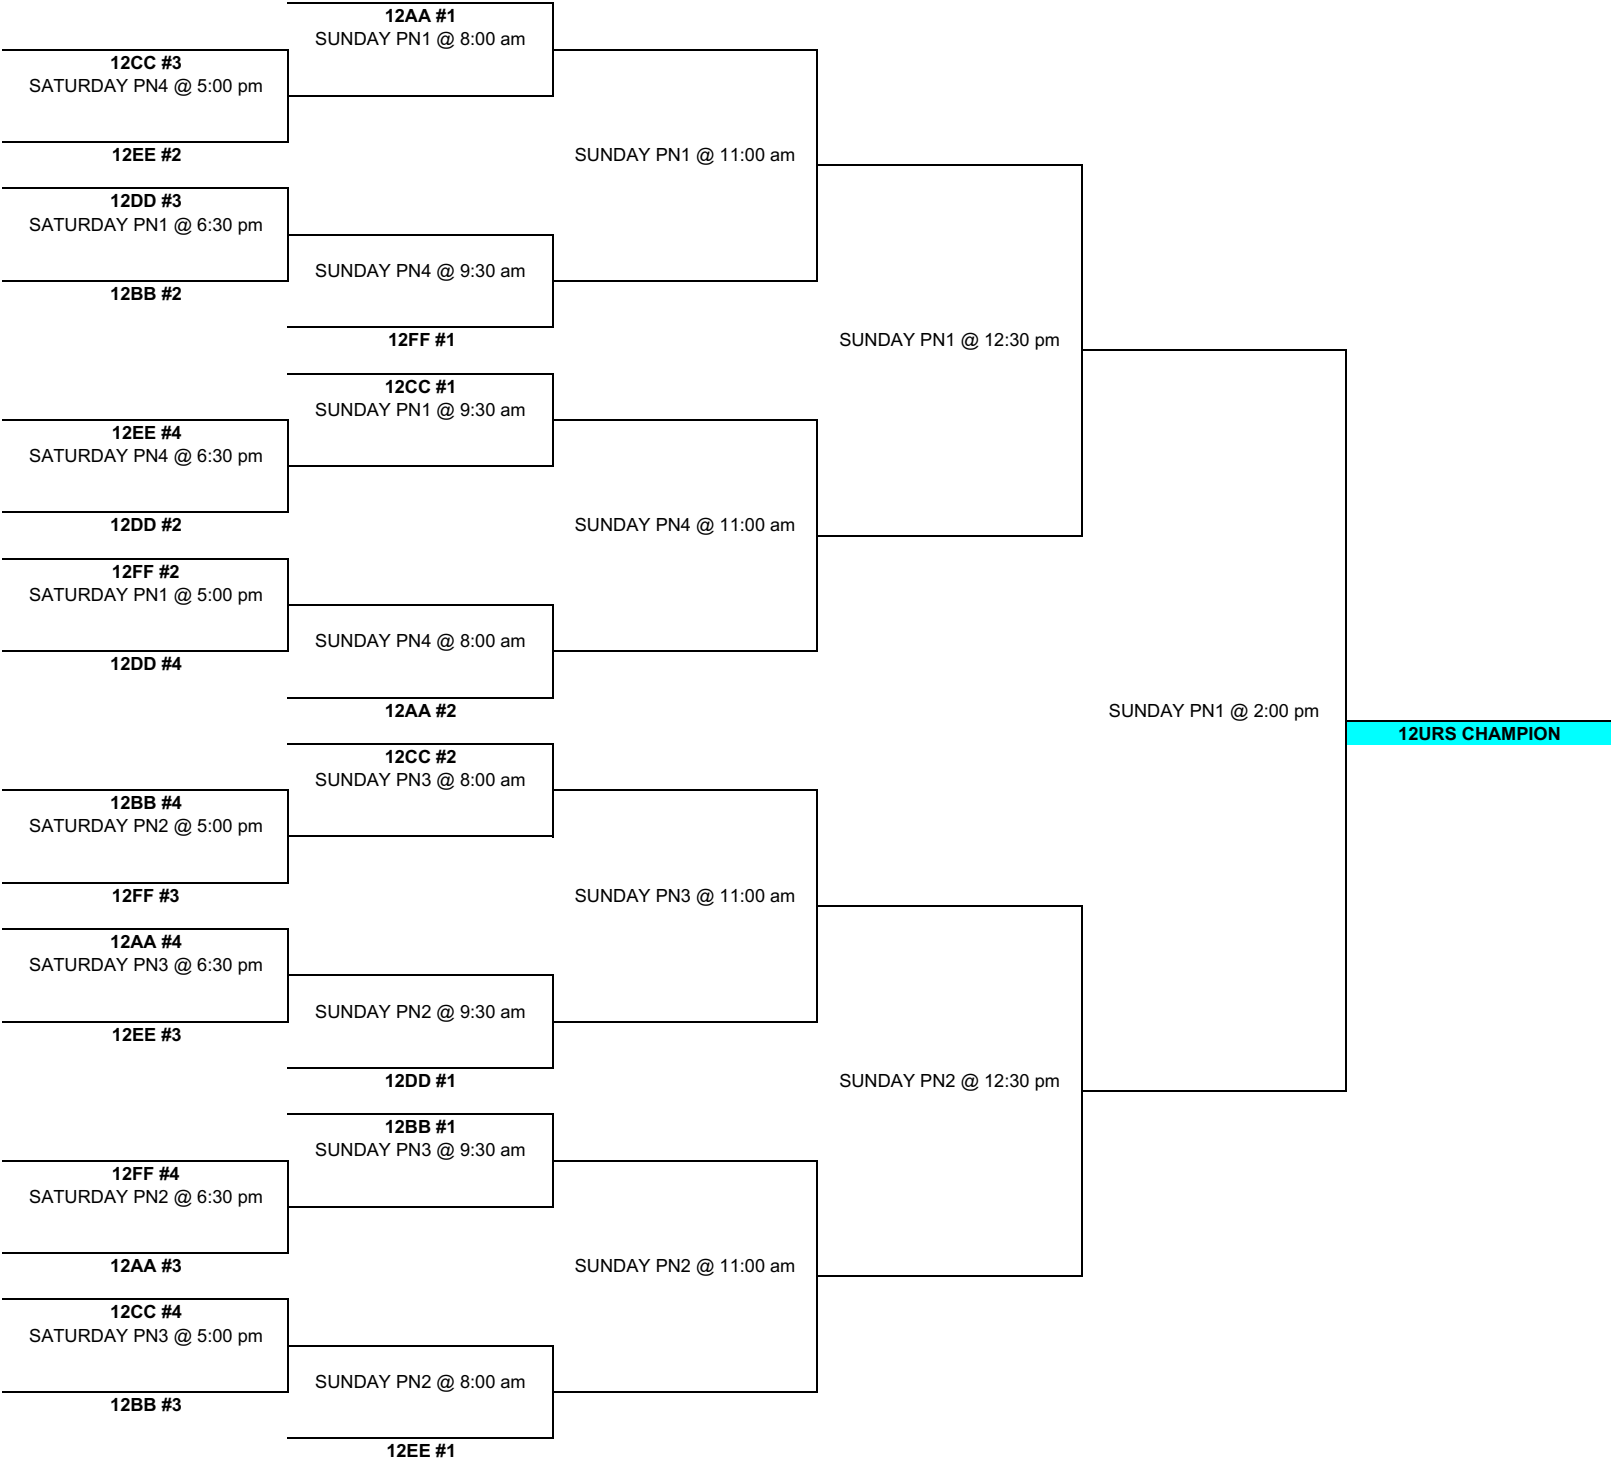 12AA #1
SUNDAY PN1 @ 8:00 am
12CC #3
SATURDAY PN4 @ 5:00 pm
12EE #2
SUNDAY PN1 @ 11:00 am
12DD #3
SATURDAY PN1 @ 6:30 pm
SUNDAY PN4 @ 9:30 am
12BB #2
12FF #1
SUNDAY PN1 @ 12:30 pm
12CC #1
SUNDAY PN1 @ 9:30 am
12EE #4
SATURDAY PN4 @ 6:30 pm
12DD #2
SUNDAY PN4 @ 11:00 am
12FF #2
SATURDAY PN1 @ 5:00 pm
SUNDAY PN4 @ 8:00 am
12DD #4
12AA #2
SUNDAY PN1 @ 2:00 pm
12URS CHAMPION
12CC #2
SUNDAY PN3 @ 8:00 am
12BB #4
SATURDAY PN2 @ 5:00 pm
12FF #3
SUNDAY PN3 @ 11:00 am
12AA #4
SATURDAY PN3 @ 6:30 pm
SUNDAY PN2 @ 9:30 am
12EE #3
12DD #1
SUNDAY PN2 @ 12:30 pm
12BB #1
SUNDAY PN3 @ 9:30 am
12FF #4
SATURDAY PN2 @ 6:30 pm
12AA #3
SUNDAY PN2 @ 11:00 am
12CC #4
SATURDAY PN3 @ 5:00 pm
SUNDAY PN2 @ 8:00 am
12BB #3
12EE #1